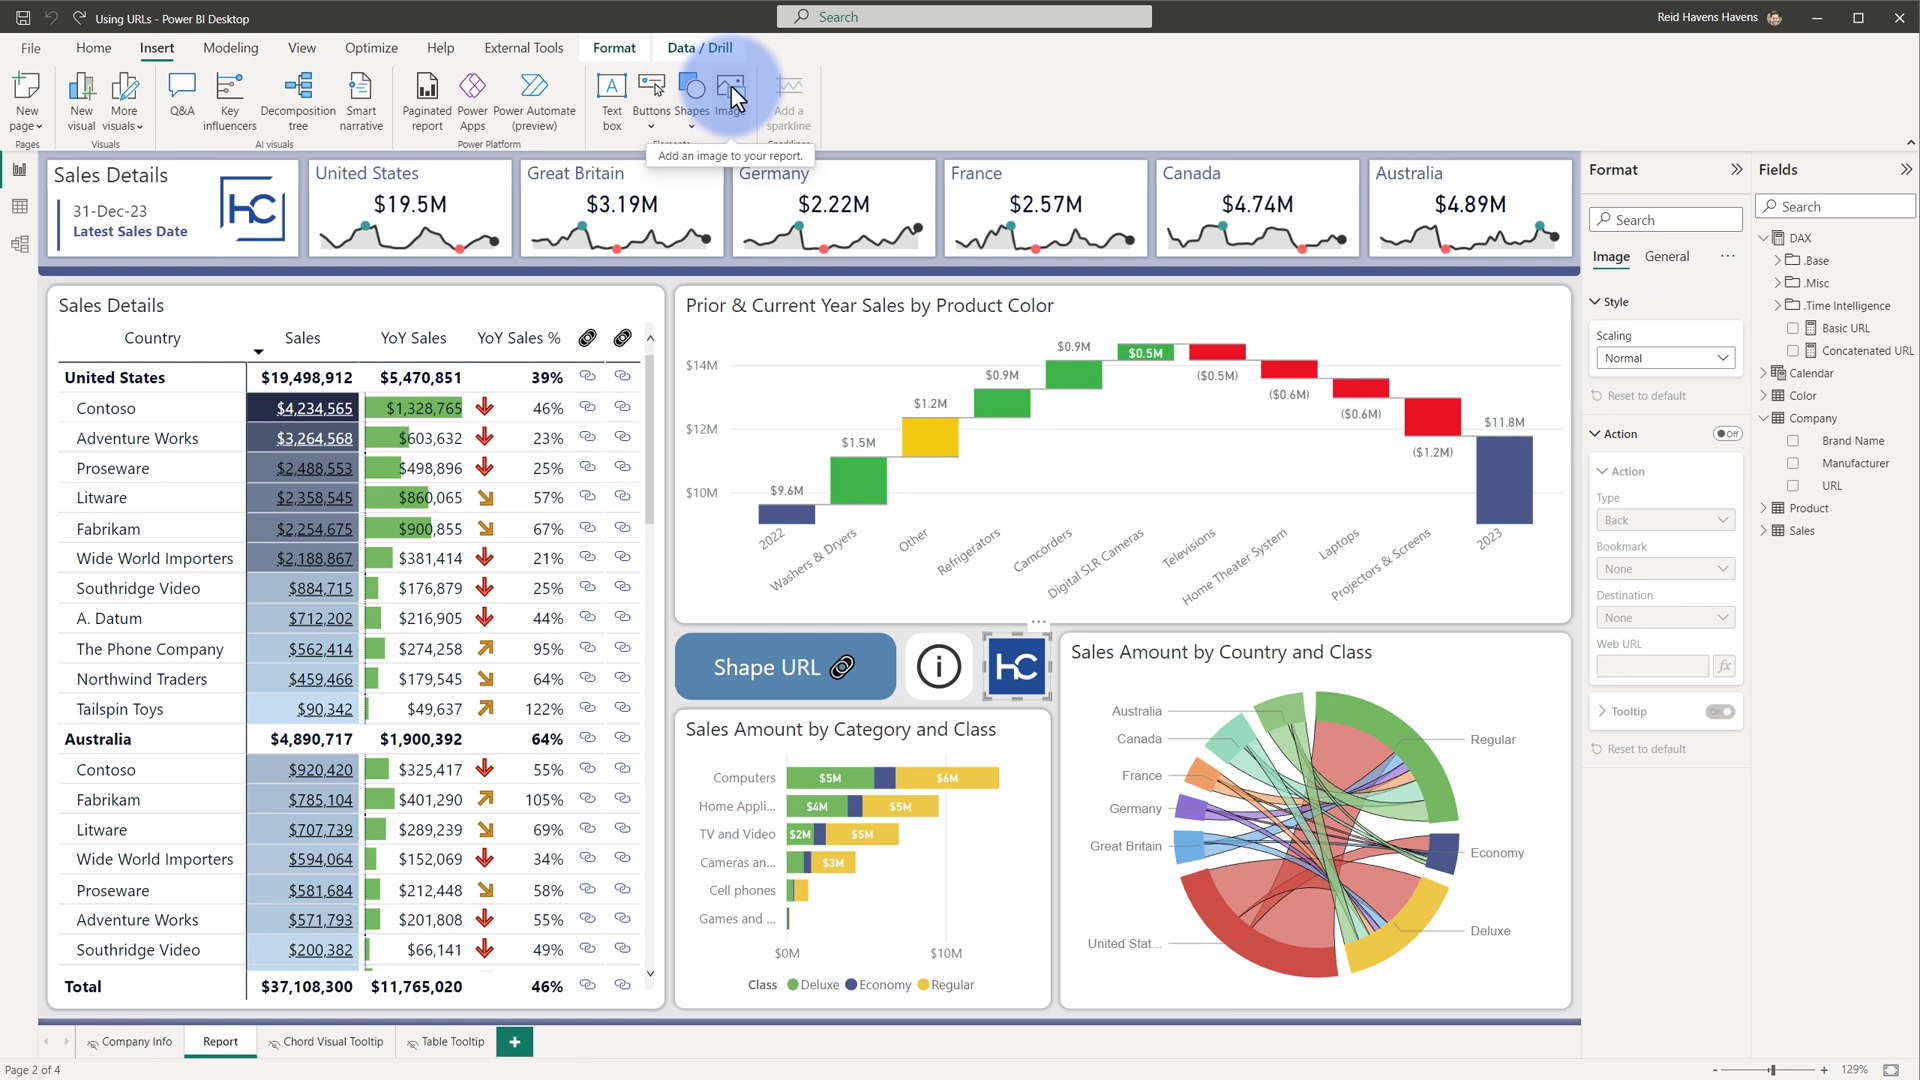 Using URLs - Power BI Desktop
Search
Reid Havens Havens
File
Home
Insert
Modeling
View
Optimize
Help
External Tools
Format
Data / Drill
New page
New visual
More visuals
Q&A
Key influencers
Decomposition tree
Smart narrative
Paginated report
Power Apps
Power Automate (preview)
Text box
Buttons
Shapes
Image
Add a sparkline
Pages
Visuals
AI visuals
Power Platform
Add an image to your report.
Sales Details
31-Dec-23
Latest Sales Date
HC
United States
$19.5M
Great Britain
$3.19M
Germany
$2.22M
France
$2.57M
Canada
$4.74M
Australia
$4.89M
Sales Details
Country Sales YoY Sales YoY Sales %
United States $19,498,912 $5,470,851 39%
Contoso $4,234,565 $1,328,765 46%
Adventure Works $3,264,568 $603,632 23%
Proseware $2,488,553 $498,896 25%
Litware $2,358,545 $860,065 57%
Fabrikam $2,254,675 $900,855 67%
Wide World Importers $2,188,867 $381,414 21%
Southridge Video $884,715 $176,879 25%
A. Datum $712,202 $216,905 44%
The Phone Company $562,414 $274,258 95%
Northwind Traders $459,466 $179,545 64%
Tailspin Toys $90,342 $49,637 122%
Australia $4,890,717 $1,900,392 64%
Contoso $920,420 $325,417 55%
Fabrikam $785,104 $401,290 105%
Litware $707,739 $289,239 69%
Wide World Importers $594,064 $152,069 34%
Proseware $581,684 $212,448 58%
Adventure Works $571,793 $201,808 55%
Southridge Video $200,382 $66,141 49%
Total $37,108,300 $11,765,020 46%
Prior & Current Year Sales by Product Color
$14M
$12M
$10M
$9.6M
$1.5M
$1.2M
$0.9M
$0.9M
$0.5M
($0.5M)
($0.6M)
($0.6M)
($1.2M)
$11.8M
2022
Washers & Dryers
Other
Refrigerators
Camcorders
Digital SLR Cameras
Televisions
Home Theater System
Laptops
Projectors & Screens
2023
Shape URL
HC
Sales Amount by Category and Class
Computers $5M $6M
Home Appli... $4M $5M
TV and Video $2M $5M
Cameras an... $3M
Cell phones
Games and ...
$0M $10M
Class Deluxe Economy Regular
Sales Amount by Country and Class
Australia
Canada
France
Germany
Great Britain
United Stat...
Regular
Economy
Deluxe
Format
Search
Image
General
Style
Scaling
Normal
Reset to default
Action
Off
Action
Type
Back
Bookmark
None
Destination
None
Web URL
fx
Tooltip
On
Reset to default
Fields
Search
DAX
.Base
.Misc
.Time Intelligence
Basic URL
Concatenated URL
Calendar
Color
Company
Brand Name
Manufacturer
URL
Product
Sales
Company Info
Report
Chord Visual Tooltip
Table Tooltip
Page 2 of 4
129%